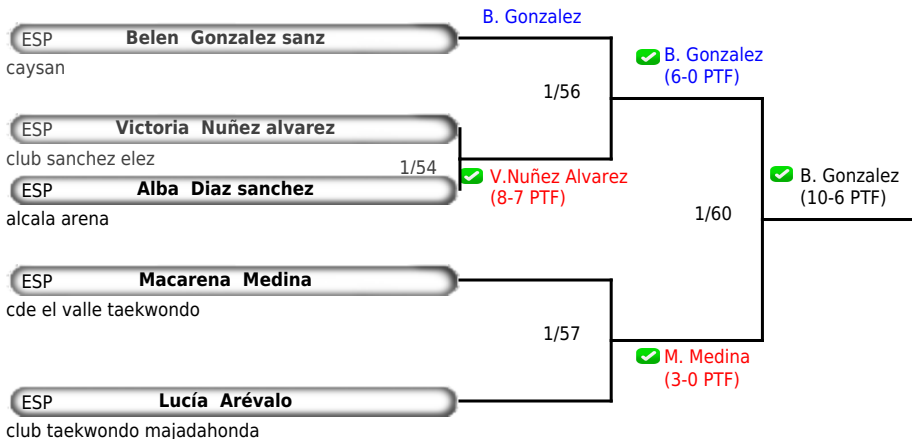 B. Gonzalez
ESP Belen Gonzalez sanz
caysan
B. Gonzalez
(6-0 PTF)
1/56
ESP Victoria Nuñez alvarez
club sanchez elez
1/54
V.Nuñez Alvarez
(8-7 PTF)
ESP Alba Diaz sanchez
alcala arena
B. Gonzalez
(10-6 PTF)
1/60
ESP Macarena Medina
cde el valle taekwondo
1/57
M. Medina
(3-0 PTF)
ESP Lucía Arévalo
club taekwondo majadahonda